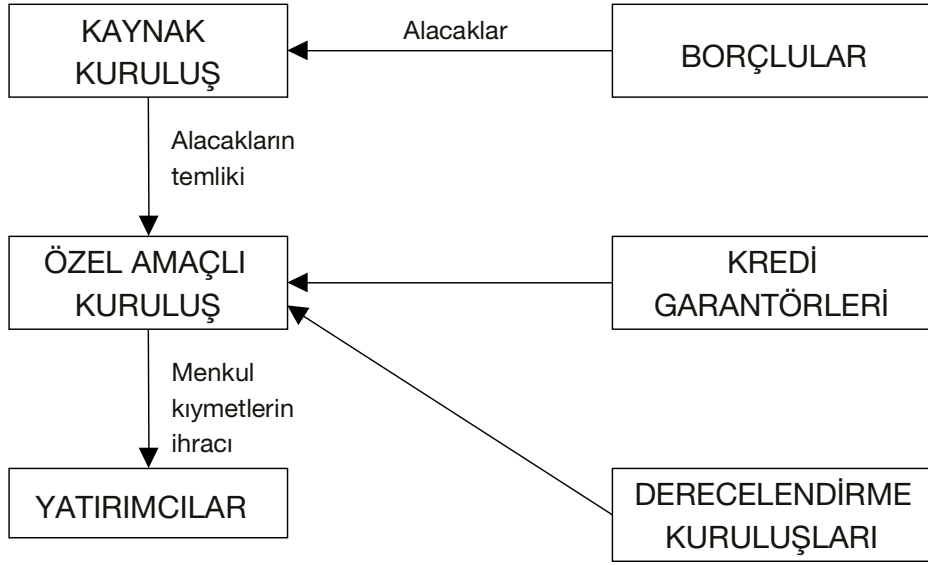 KAYNAK
KURULUŞ
Alacaklar
BORÇLULAR
Alacakların
temliki
ÖZEL AMAÇLI
KURULUŞ
KREDİ
GARANTÖRLERİ
Menkul
kıymetlerin
ihracı
YATIRIMCILAR
DERECELENDİRME
KURULUŞLARI